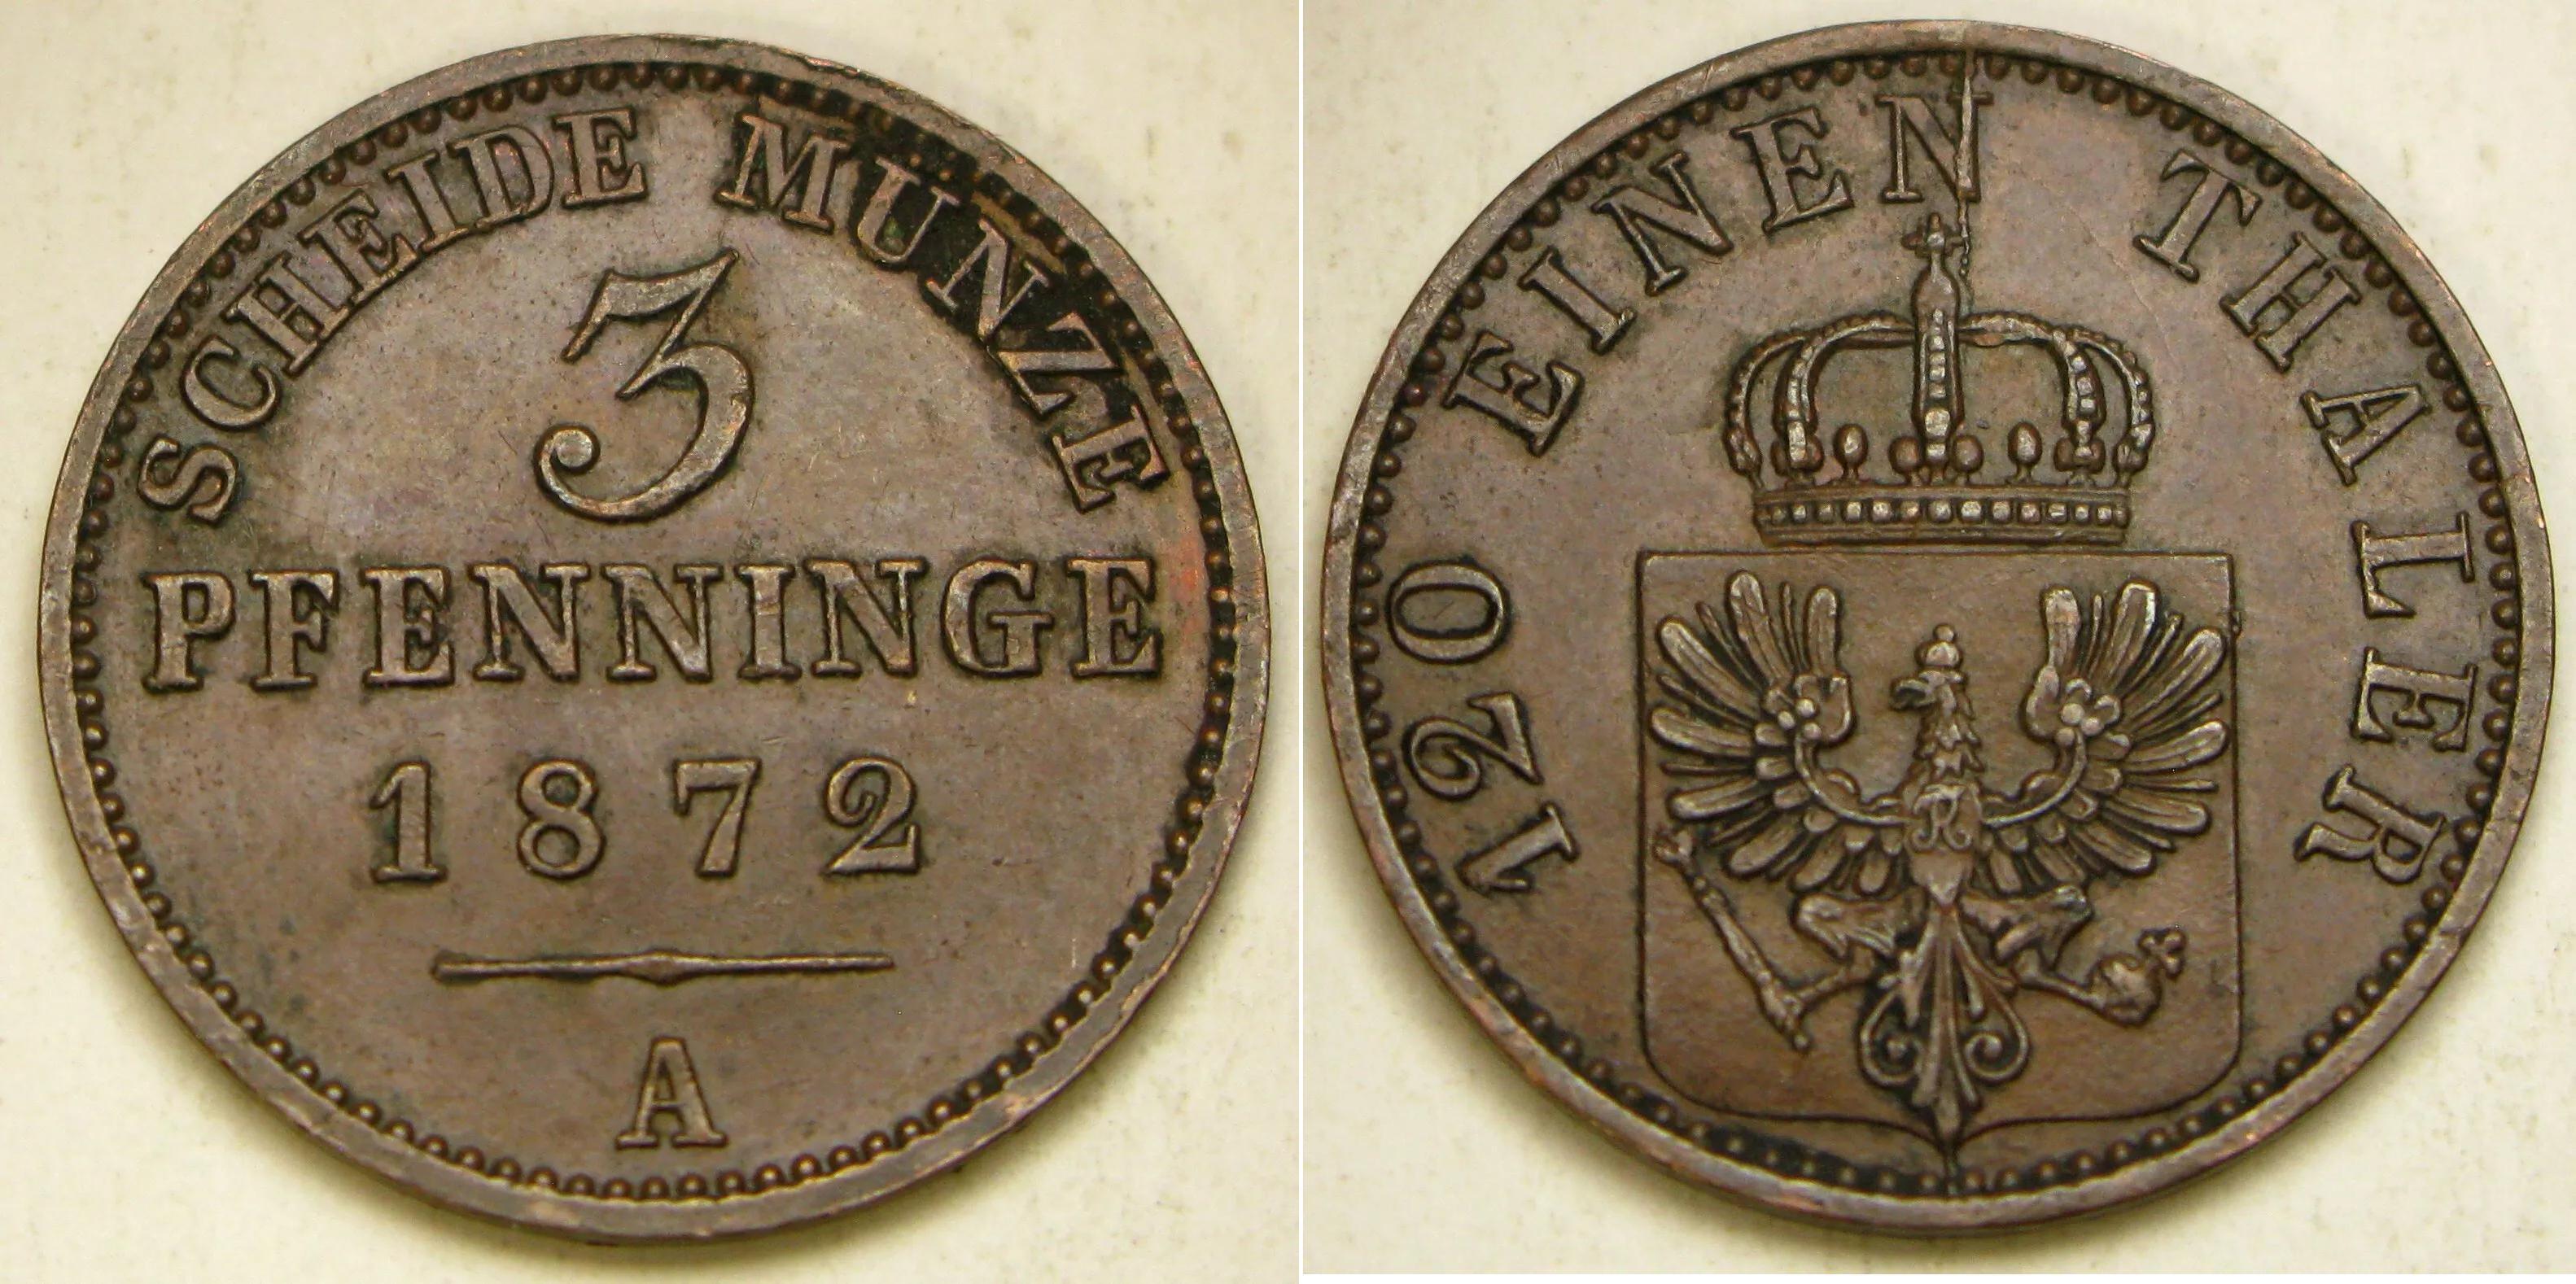 SCHEIDE MUNZE
3
PFENNINGE
1872
A
120 EINEN THALER
R